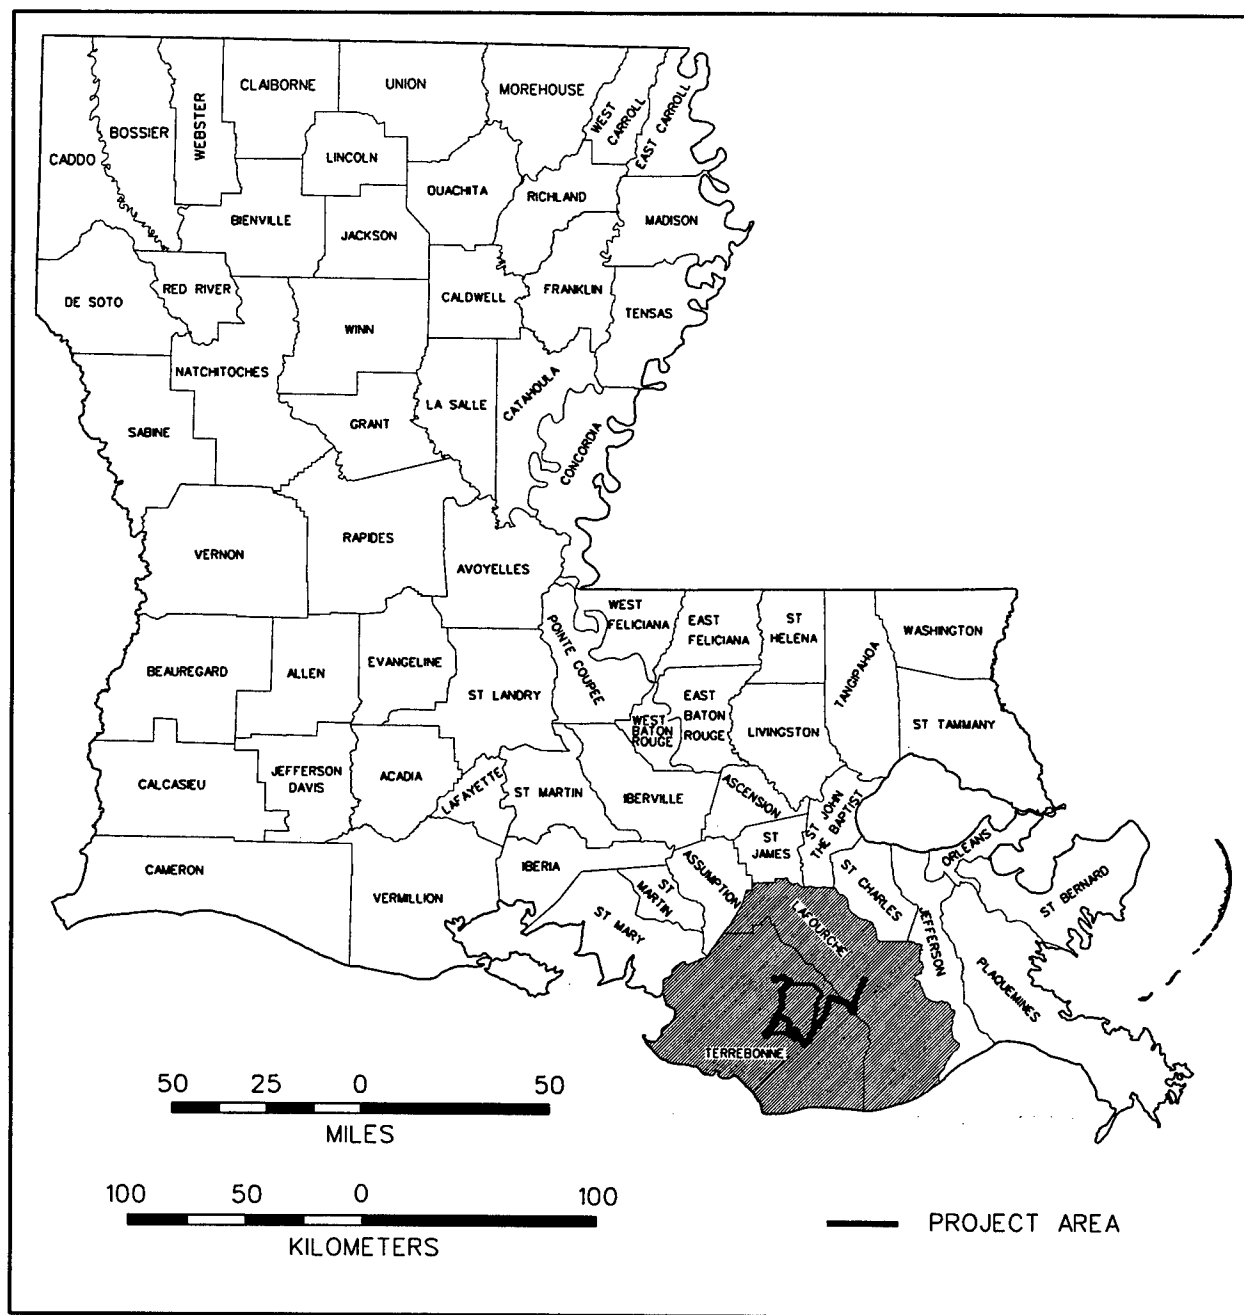 CLAIBORNE
UNION
MOREHOUSE
WEST
CARROLL
EAST CARROLL
BOSSIER
WEBSTER
CADDO
LINCOLN
OUACHITA
RICHLAND
MADISON
BIENVILLE
JACKSON
RED RIVER
DE SOTO
CALDWELL
FRANKLIN
TENSAS
WINN
NATCHITOCHES
LA SALLE
CATAHOULA
SABINE
GRANT
CONCORDIA
VERNON
RAPIDES
AVOYELLES
WEST
FELICIANA
EAST
FELICIANA
ST
HELENA
WASHINGTON
POINTE COUPEE
TANGIPAHOA
BEAUREGARD
ALLEN
EVANGELINE
ST LANDRY
WEST
BATON
ROUGE
EAST
BATON
ROUGE
LIVINGSTON
ST TAMMANY
CALCASIEU
JEFFERSON
DAVIS
ACADIA
LAFAYETTE
ST MARTIN
IBERVILLE
ASCENSION
ST JOHN
THE BAPTIST
ST
JAMES
ORLEANS
CAMERON
VERMILLION
IBERIA
ST
MARTIN
ASSUMPTION
ST MARY
LAFOURCHE
ST CHARLES
JEFFERSON
ST BERNARD
PLAQUEMINES
TERREBONNE
50 25 0 50
MILES
100 50 0 100
KILOMETERS
PROJECT AREA